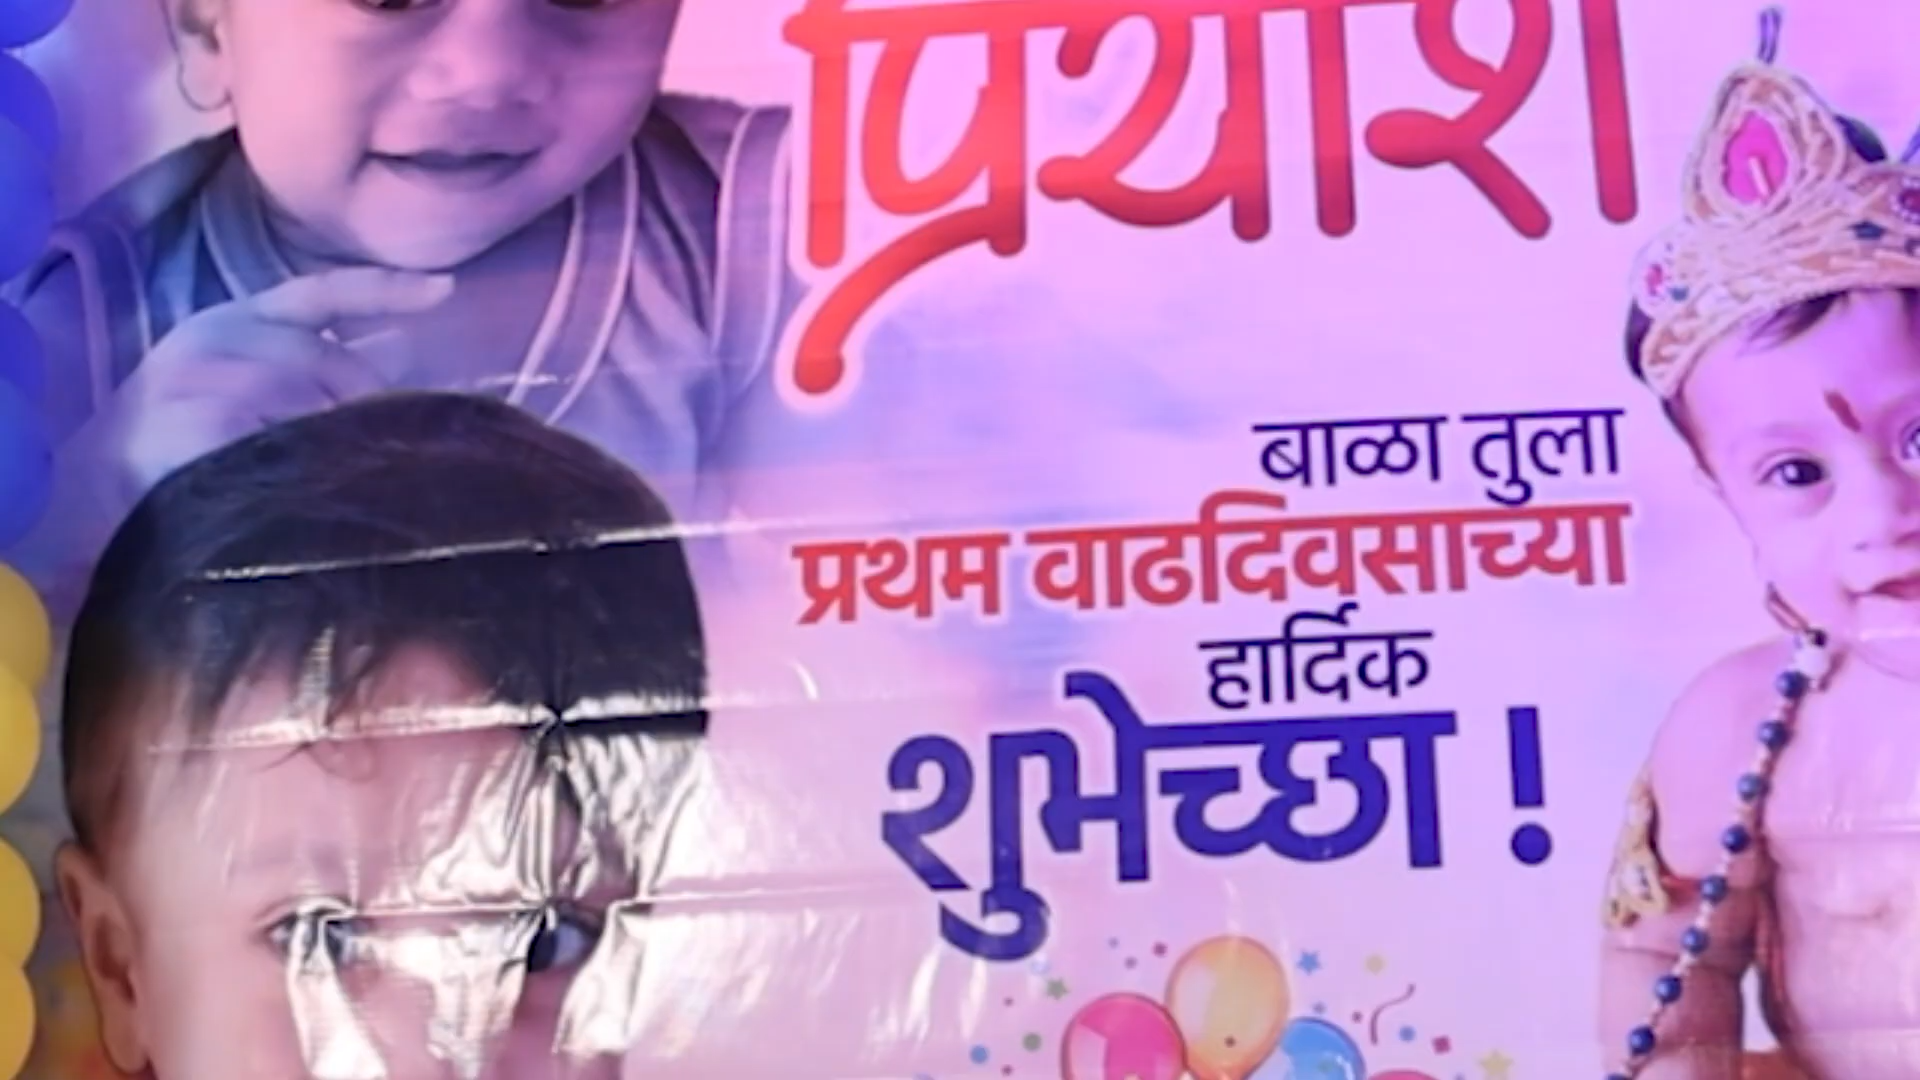 बाळा तुला
प्रथम वाढदिवसाच्या
हार्दिक
शुभेच्छा !